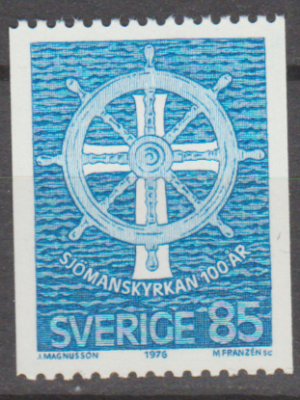 SJÖMANSKYRKAN 100 ÅR
SVERIGE 85
J. MAGNUSSON 1976 M. FRANZÉN SC